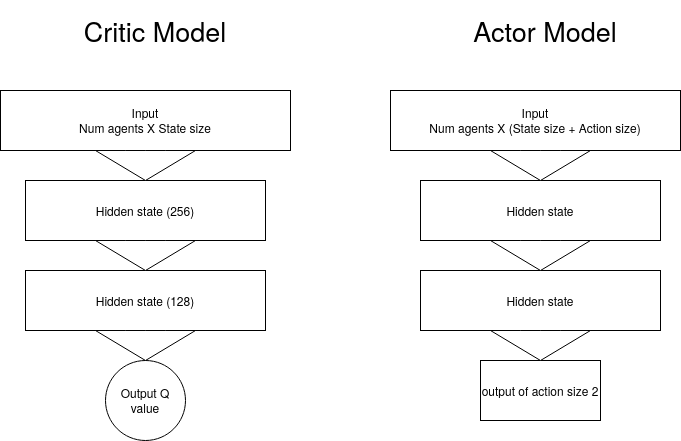 Critic Model
Actor Model
Input
Num agents X State size
Input
Num agents X (State size + Action size)
Hidden state (256)
Hidden state
Hidden state (128)
Hidden state
Output Q
value
output of action size 2